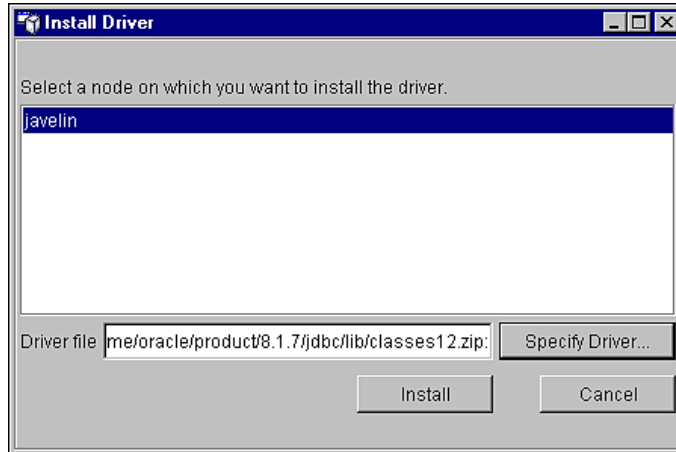 Install Driver
Select a node on which you want to install the driver.
javelin
Driver file me/oracle/product/8.1.7/jdbc/lib/classes12.zip: Specify Driver...
Install Cancel